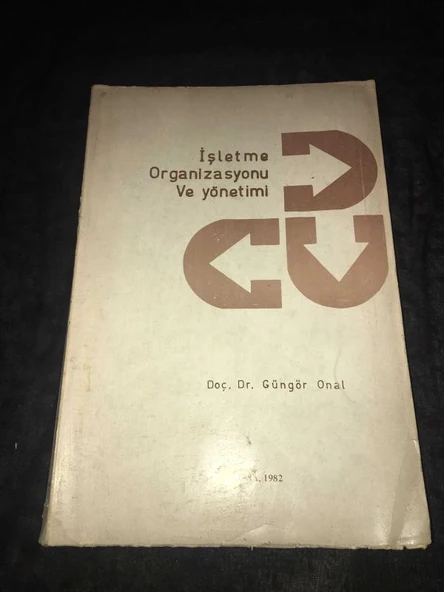 İşletme
Organizasyonu
Ve yönetimi
Doç. Dr. Güngör Onal
1982